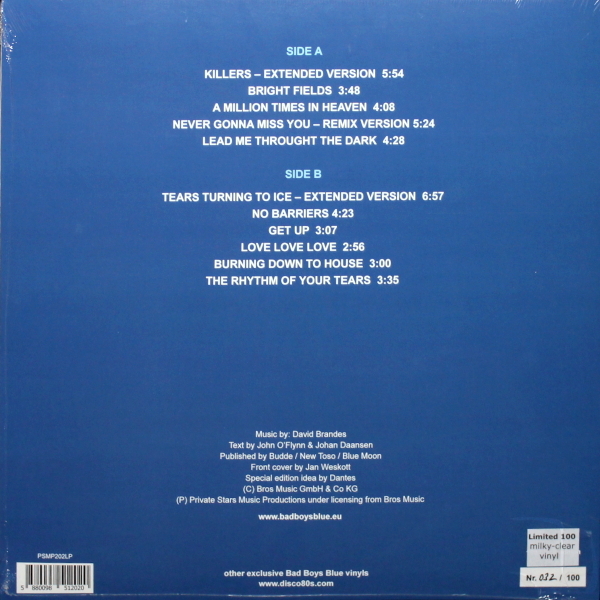 SIDE A
KILLERS – EXTENDED VERSION 5:54
BRIGHT FIELDS 3:48
A MILLION TIMES IN HEAVEN 4:08
NEVER GONNA MISS YOU – REMIX VERSION 5:24
LEAD ME THROUGHT THE DARK 4:28
SIDE B
TEARS TURNING TO ICE – EXTENDED VERSION 6:57
NO BARRIERS 4:23
GET UP 3:07
LOVE LOVE LOVE 2:56
BURNING DOWN TO HOUSE 3:00
THE RHYTHM OF YOUR TEARS 3:35
Music by: David Brandes
Text by John O'Flynn & Johan Daansen
Published by Budde / New Toso / Blue Moon
Front cover by Jan Weskott
Special edition idea by Dantes
(C) Bros Music GmbH & Co KG
(P) Private Stars Music Productions under licensing from Bros Music
www.badboysblue.eu
PSMP202LP
5 880096 512020
other exclusive Bad Boys Blue vinyls
www.disco80s.com
Limited 100
milky-clear
vinyl
Nr. 032 / 100